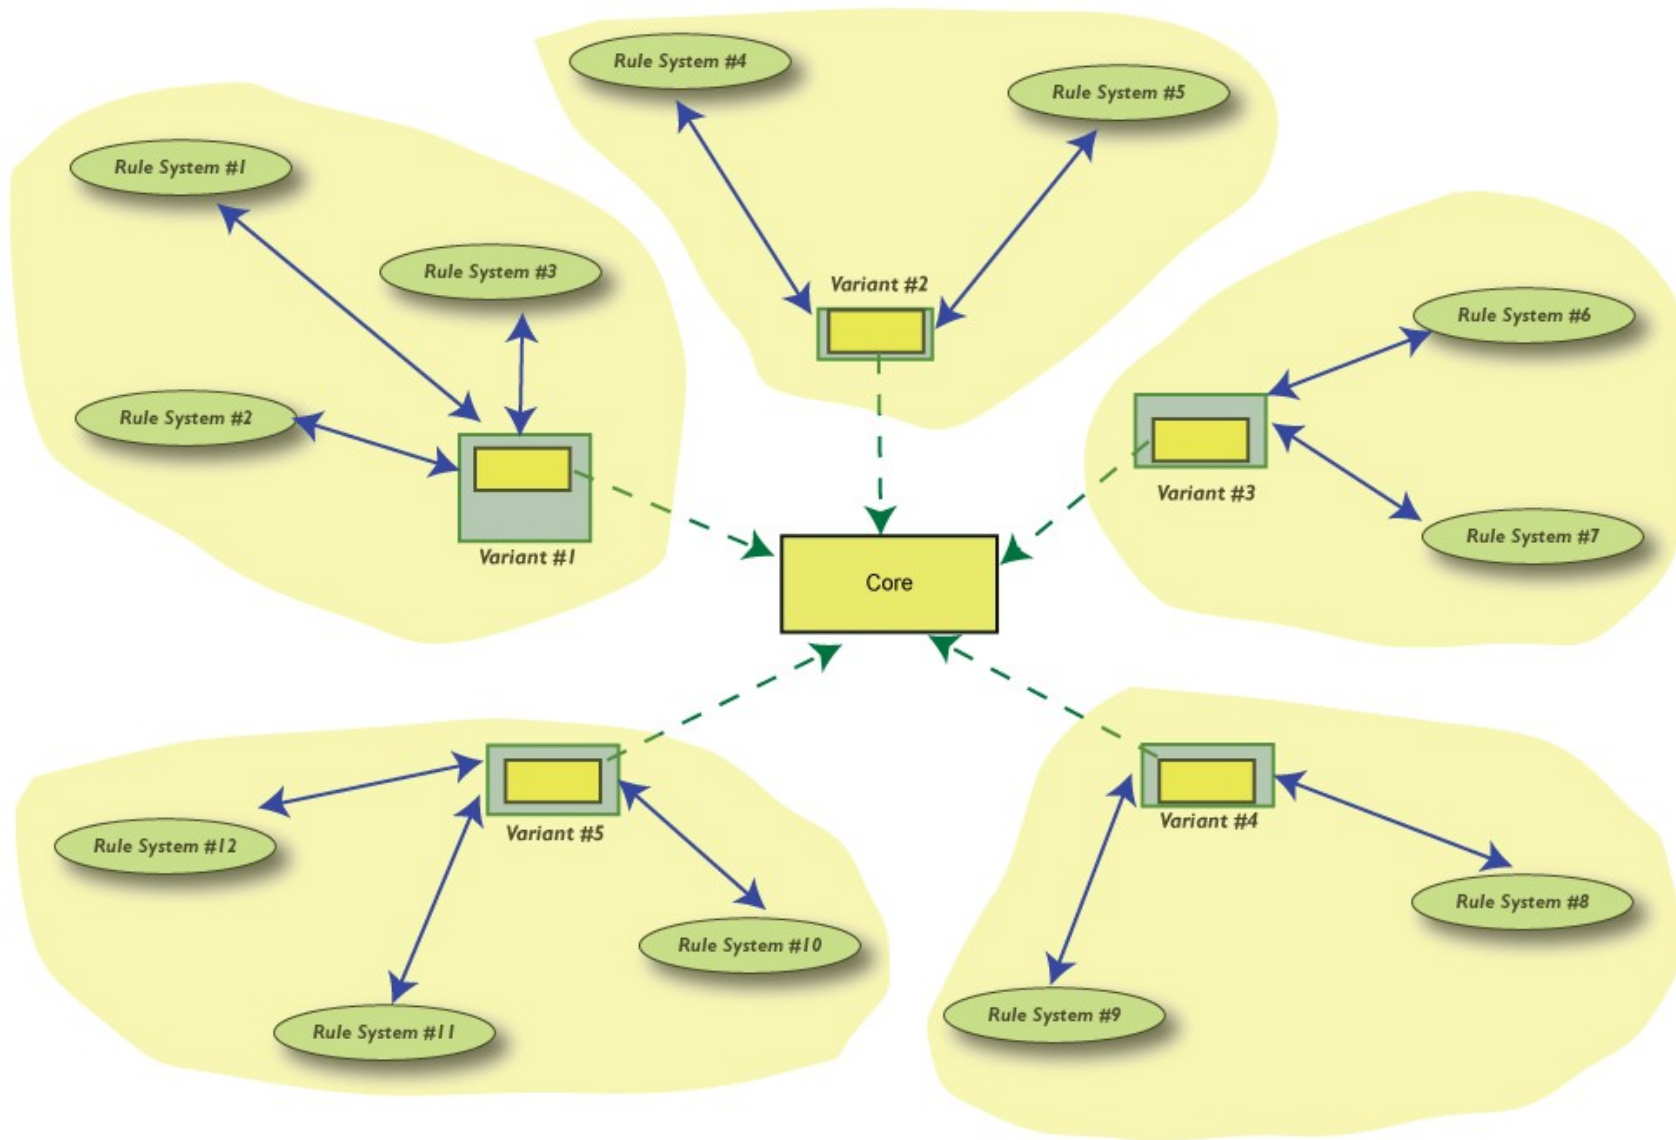 Rule System #4
Rule System #5
Rule System #1
Rule System #3
Variant #2
Rule System #6
Rule System #2
Variant #3
Rule System #7
Variant #1
Core
Rule System #12
Variant #5
Variant #4
Rule System #8
Rule System #10
Rule System #9
Rule System #11